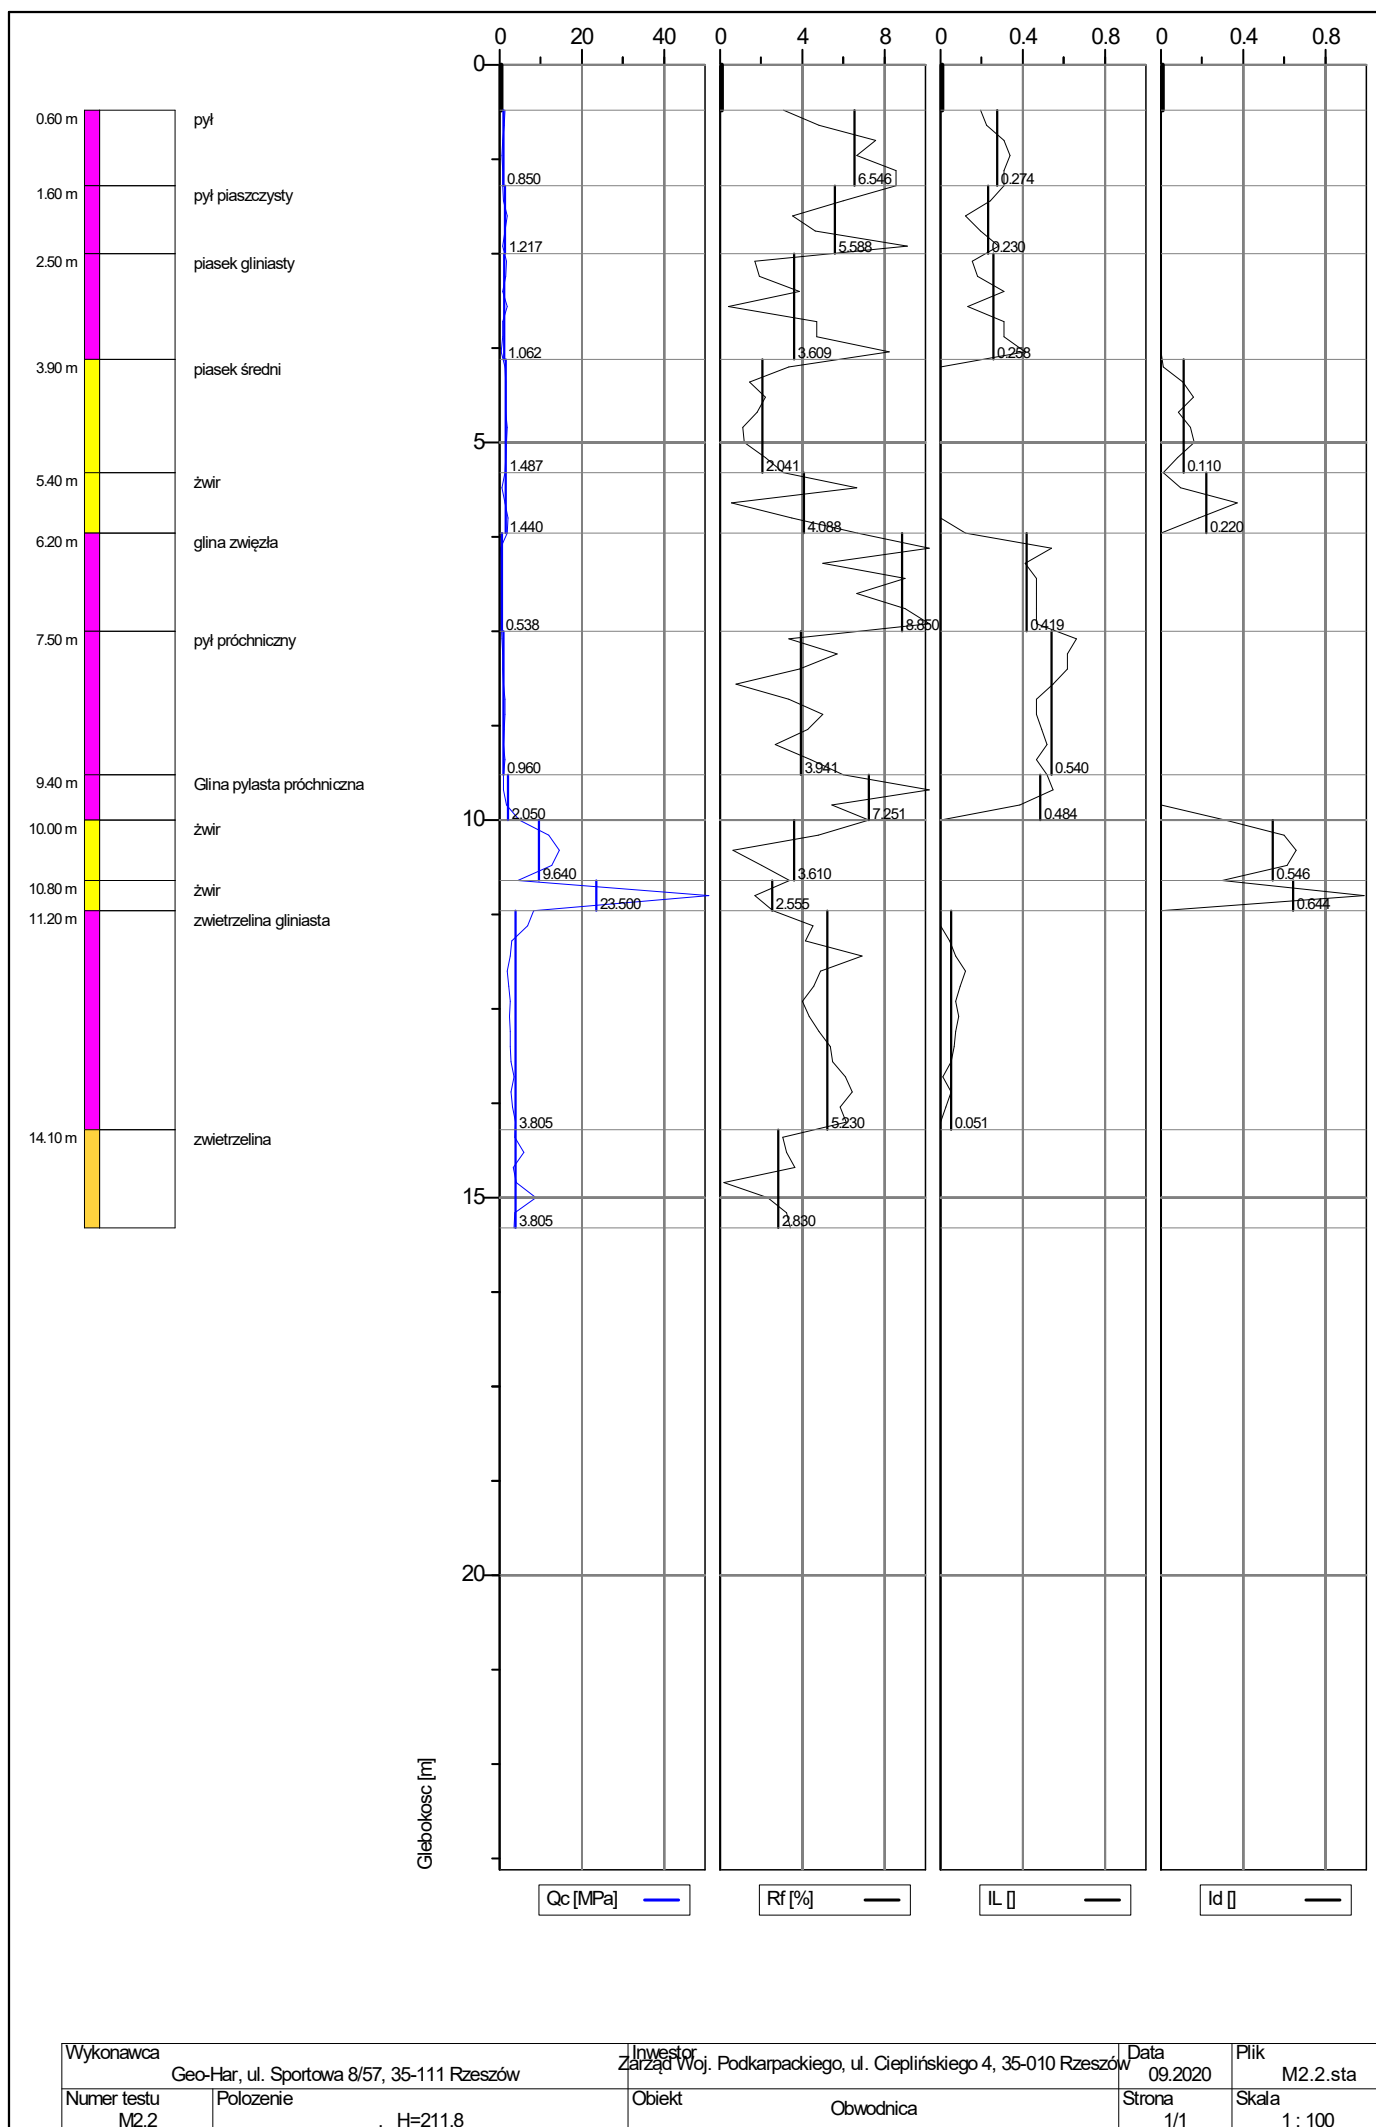 0 20 40 0 4 8 0 0.4 0.8 0 0.4 0.8
0
0.60 m pył
0.850 6.546 0.274
1.60 m pył piaszczysty
1.217 5.588 0.230
2.50 m piasek gliniasty
1.062 3.609 0.258
3.90 m piasek średni
5
1.487 2.041 0.110
5.40 m żwir
1.440 4.088 0.220
6.20 m glina zwięzła
0.538 8.850 0.419
7.50 m pył próchniczny
0.960 3.941 0.540
9.40 m Glina pylasta próchniczna
2.050 7.251 0.484
10
10.00 m żwir
9.640 3.610 0.546
10.80 m żwir
23.500 2.555 0.644
11.20 m zwietrzelina gliniasta
3.805 5.230 0.051
14.10 m zwietrzelina
15
3.805 2.830
20
Glebokosc [m]
Qc [MPa] Rf [%] IL [] Id []
Wykonawca Inwestor Data Plik
Geo-Har, ul. Sportowa 8/57, 35-111 Rzeszów Zarząd Woj. Podkarpackiego, ul. Cieplińskiego 4, 35-010 Rzeszów 09.2020 M2.2.sta
Numer testu Polozenie Obiekt Strona Skala
M2.2 , H=211.8 Obwodnica 1/1 1 : 100